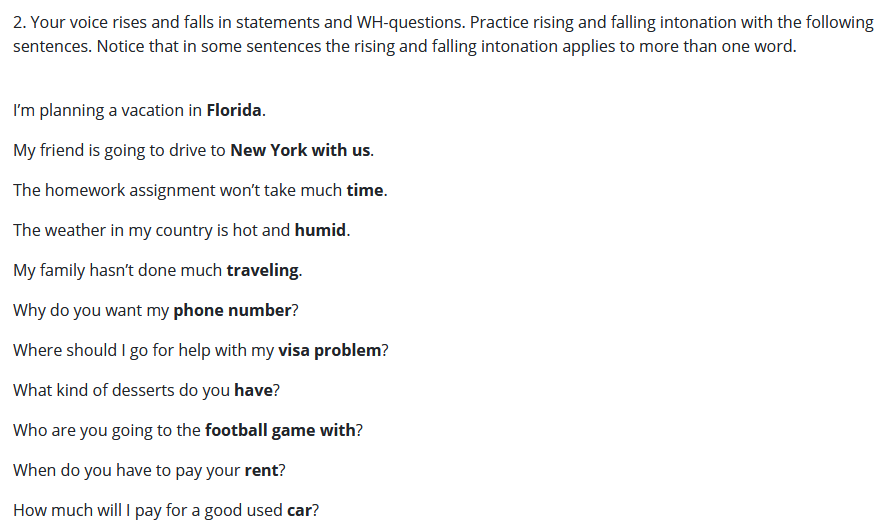 2. Your voice rises and falls in statements and WH-questions. Practice rising and falling intonation with the following
sentences. Notice that in some sentences the rising and falling intonation applies to more than one word.
I’m planning a vacation in Florida.
My friend is going to drive to New York with us.
The homework assignment won’t take much time.
The weather in my country is hot and humid.
My family hasn’t done much traveling.
Why do you want my phone number?
Where should I go for help with my visa problem?
What kind of desserts do you have?
Who are you going to the football game with?
When do you have to pay your rent?
How much will I pay for a good used car?